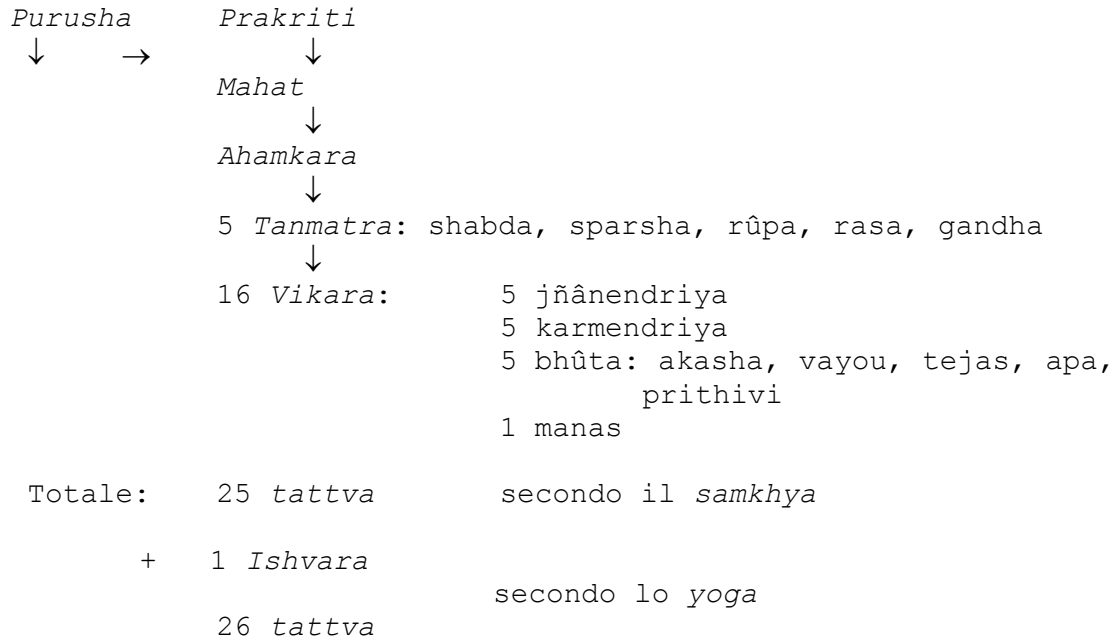 Purusha Prakriti
↓ → ↓
Mahat
↓
Ahamkara
↓
5 Tanmatra: shabda, sparsha, rûpa, rasa, gandha
↓
16 Vikara: 5 jñânendriya
5 karmendriya
5 bhûta: akasha, vayou, tejas, apa,
prithivi
1 manas
Totale: 25 tattva secondo il samkhya
+ 1 Ishvara
secondo lo yoga
26 tattva